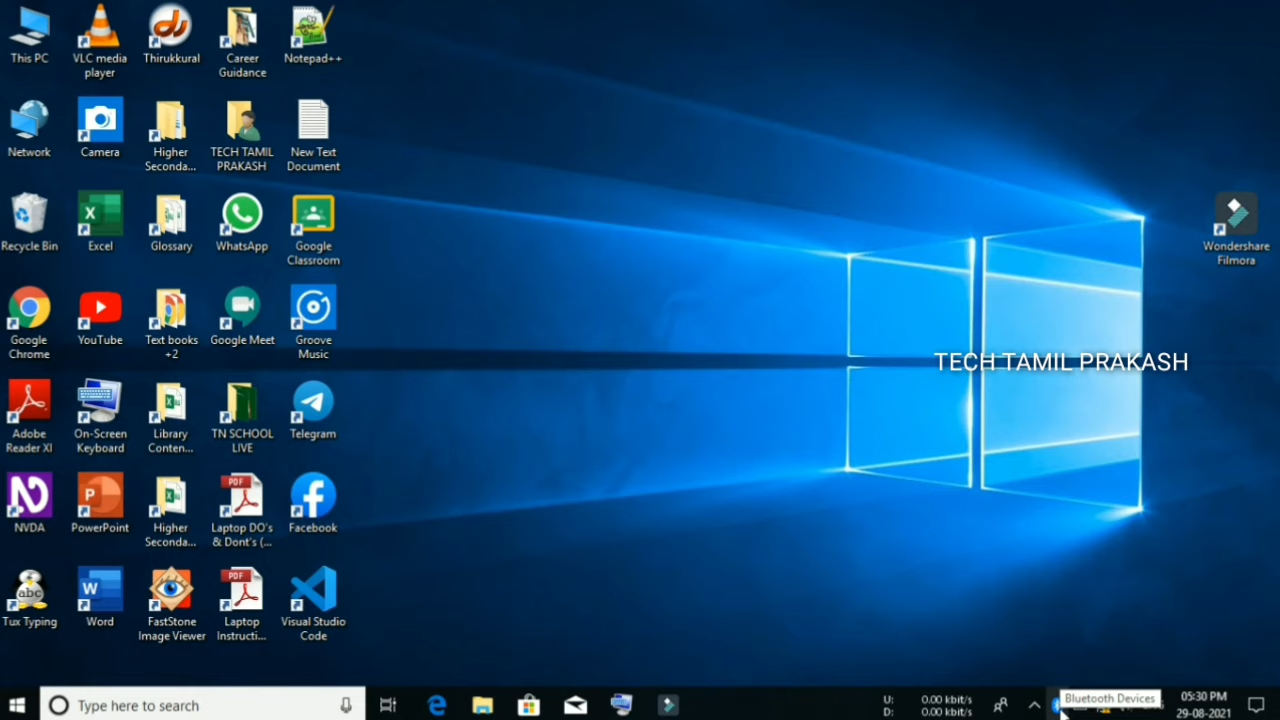 This PC
VLC media
player
Thirukkural
Career
Guidance
Notepad++
Network
Camera
Higher
Seconda...
TECH TAMIL
PRAKASH
New Text
Document
Recycle Bin
Excel
Glossary
WhatsApp
Google
Classroom
Wondershare
Filmora
Google
Chrome
YouTube
Text books
+2
Google Meet
Groove
Music
TECH TAMIL PRAKASH
Adobe
Reader XI
On-Screen
Keyboard
Library
Conten...
TN SCHOOL
LIVE
Telegram
NVDA
PowerPoint
Higher
Seconda...
PDF
Laptop DO's
& Dont's (...
Facebook
abc
Tux Typing
Word
FastStone
Image Viewer
PDF
Laptop
Instructi...
Visual Studio
Code
Type here to search
U: 0.00 kbit/s
D: 0.00 kbit/s
Bluetooth Devices
05:30 PM
29-08-2021